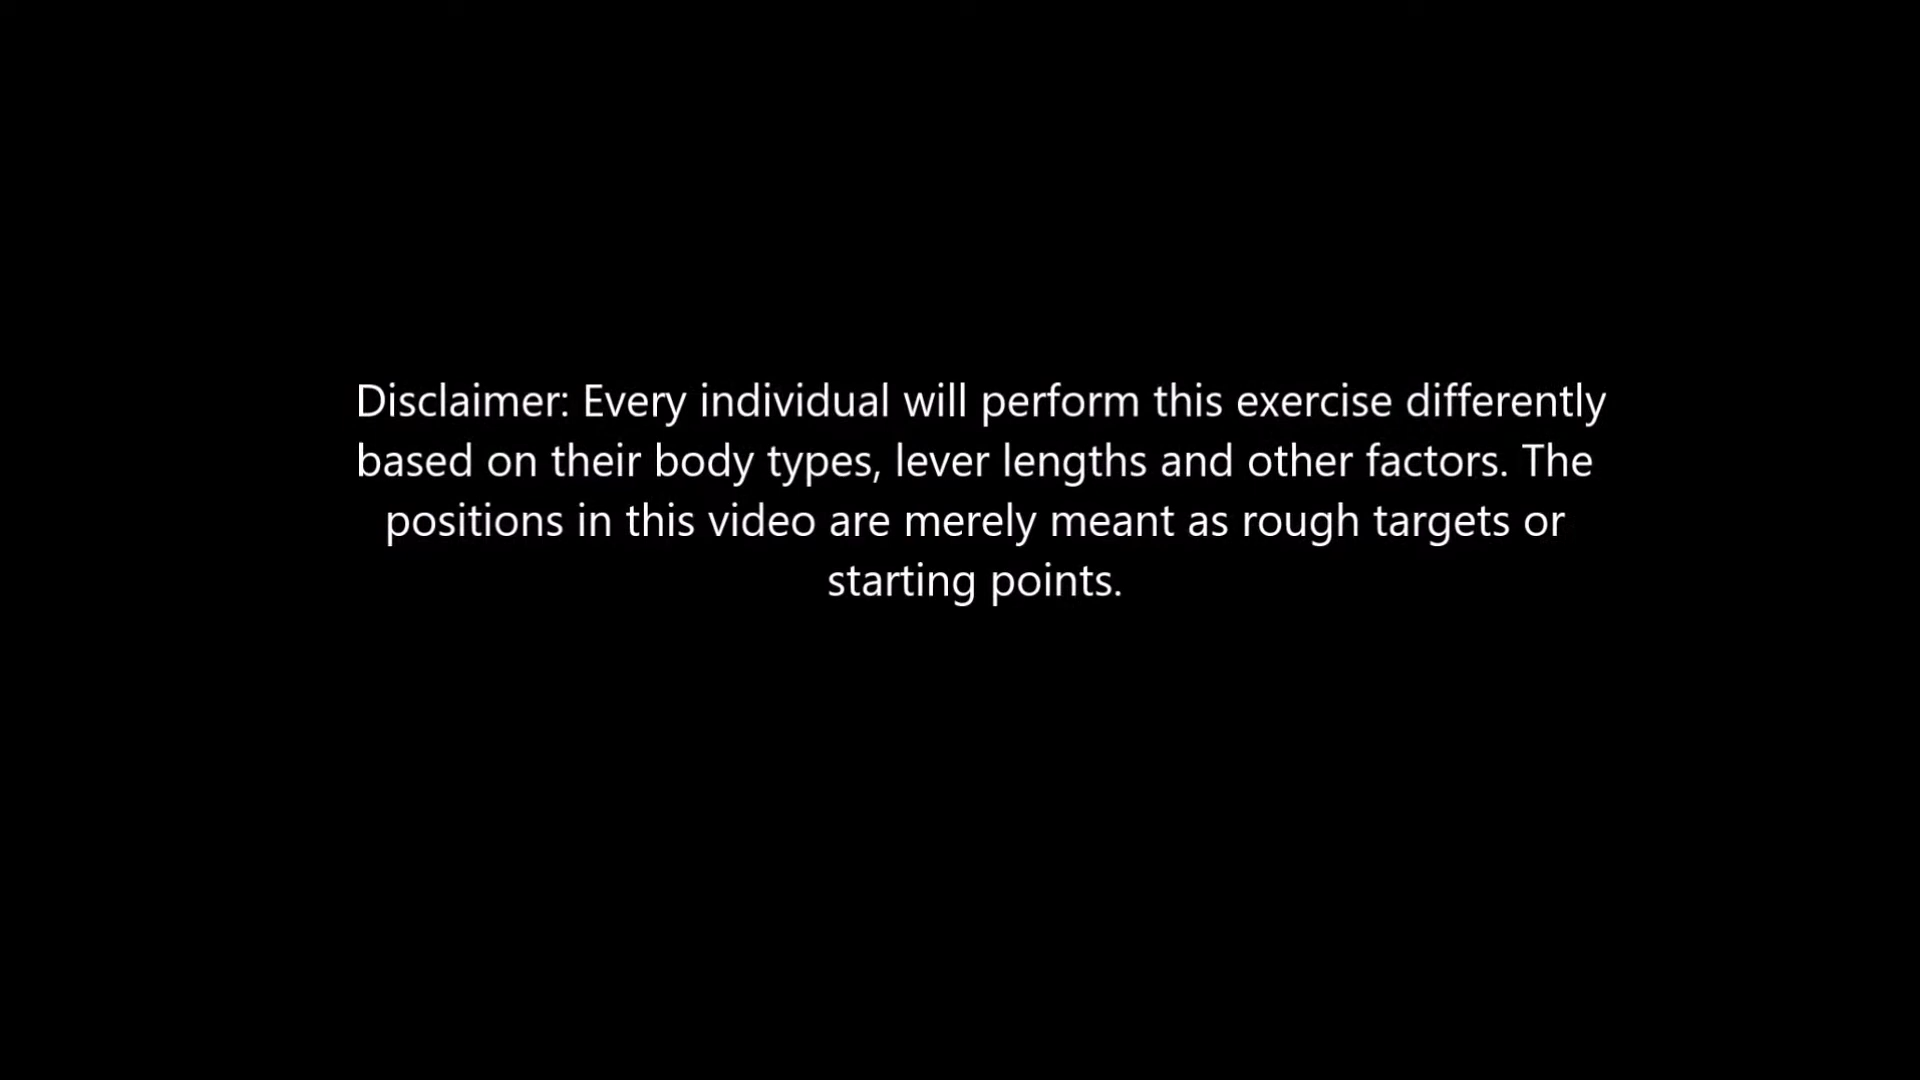 Disclaimer: Every individual will perform this exercise differently
based on their body types, lever lengths and other factors. The
positions in this video are merely meant as rough targets or
starting points.